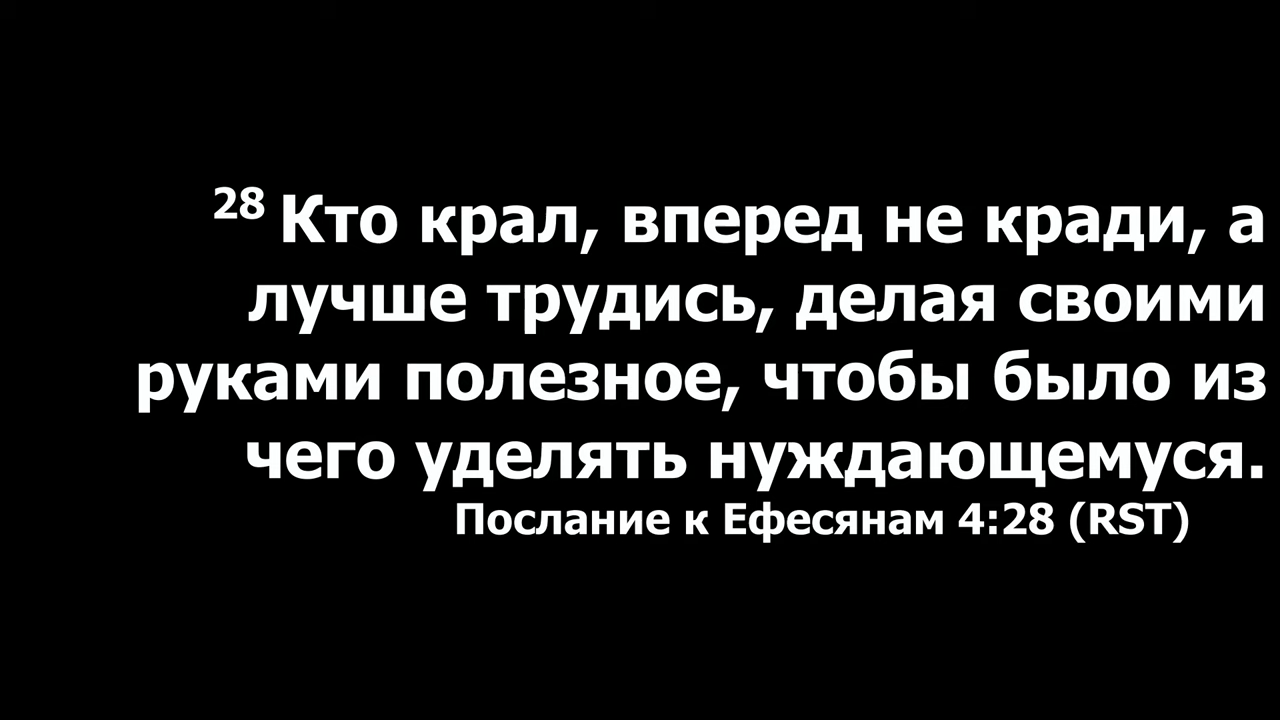 28 Кто крал, вперед не кради, а
лучше трудись, делая своими
руками полезное, чтобы было из
чего уделять нуждающемуся.
Послание к Ефесянам 4:28 (RST)